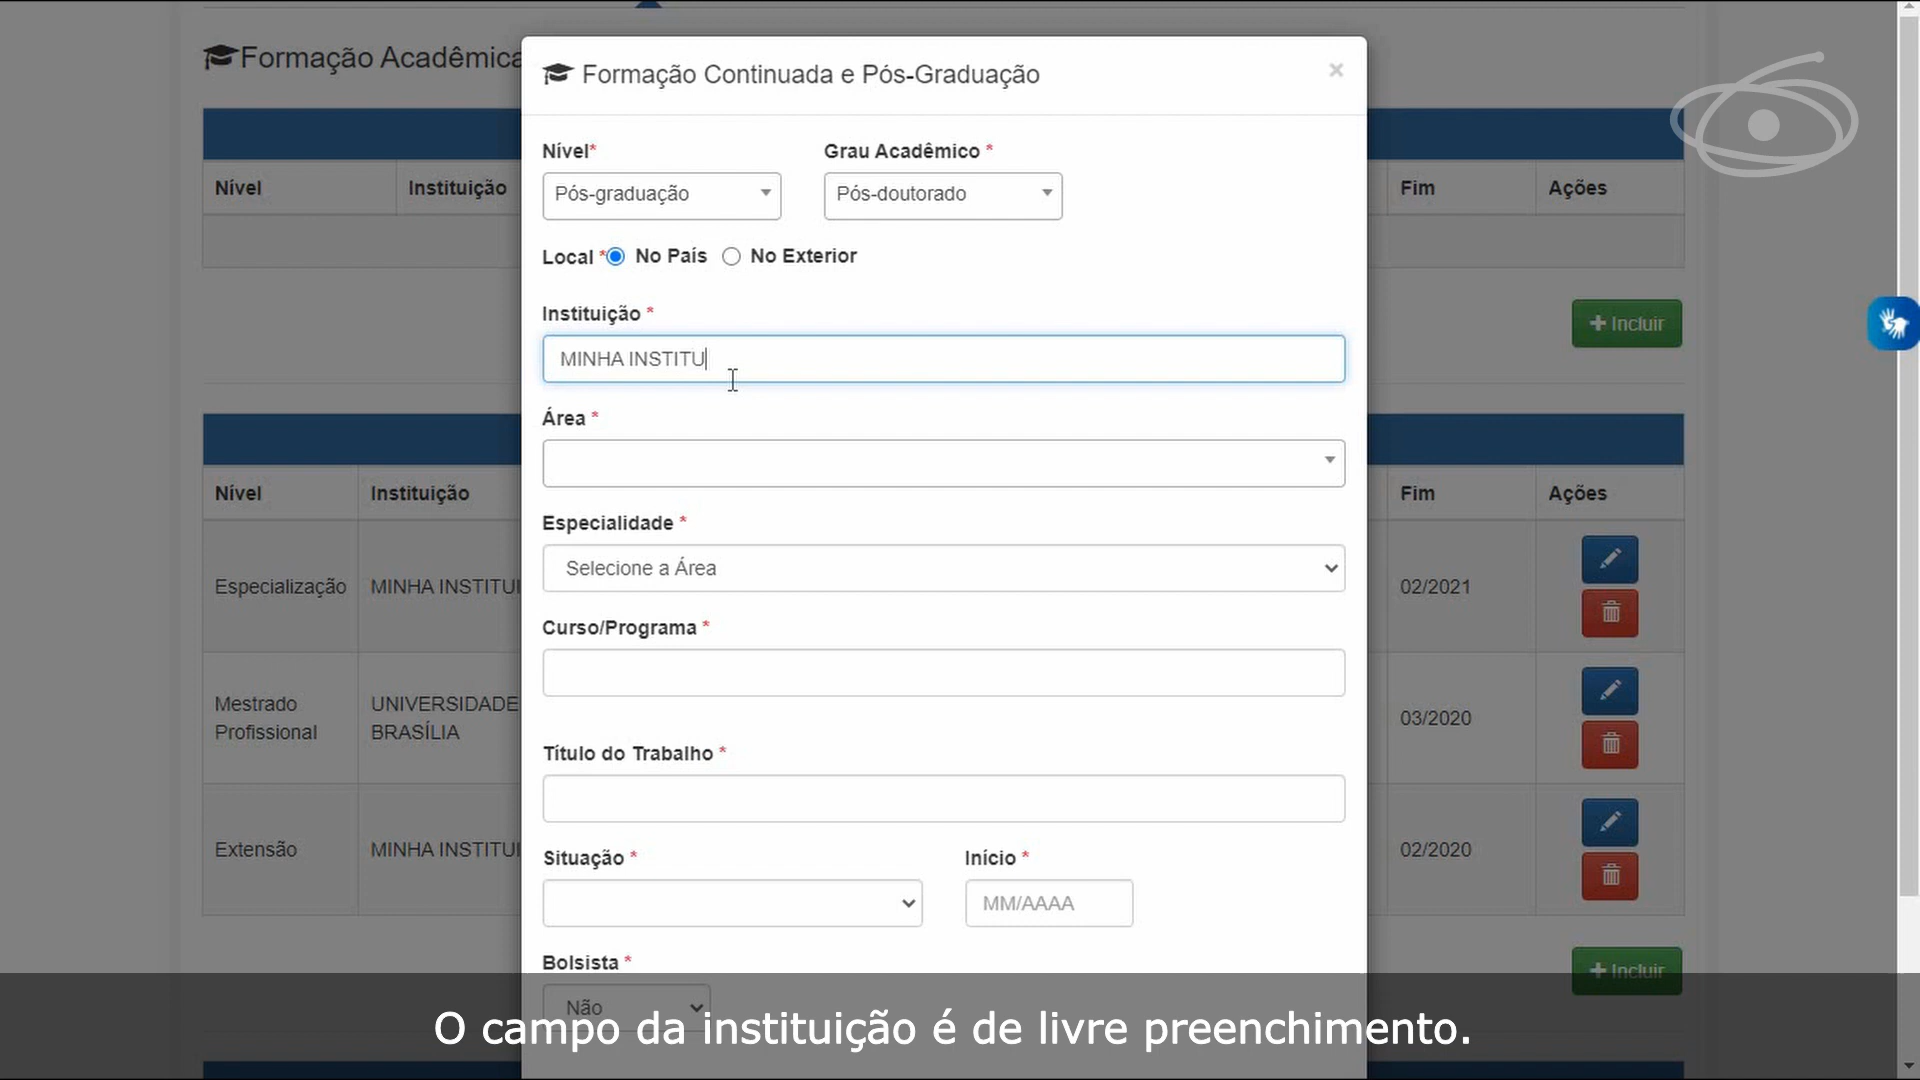 Formação Acadêmica
Nível
Instituição
Fim
Ações
+ Incluir
Nível
Instituição
Fim
Ações
Especialização
MINHA INSTITUI
02/2021
Mestrado
Profissional
UNIVERSIDADE
BRASÍLIA
03/2020
Extensão
MINHA INSTITUI
02/2020
+ Incluir
Formação Continuada e Pós-Graduação
×
Nível*
Grau Acadêmico *
Pós-graduação
Pós-doutorado
Local * No País No Exterior
Instituição *
MINHA INSTITU
Área *
Especialidade *
Selecione a Área
Curso/Programa *
Título do Trabalho *
Situação *
Início *
MM/AAAA
Bolsista *
Não
O campo da instituição é de livre preenchimento.